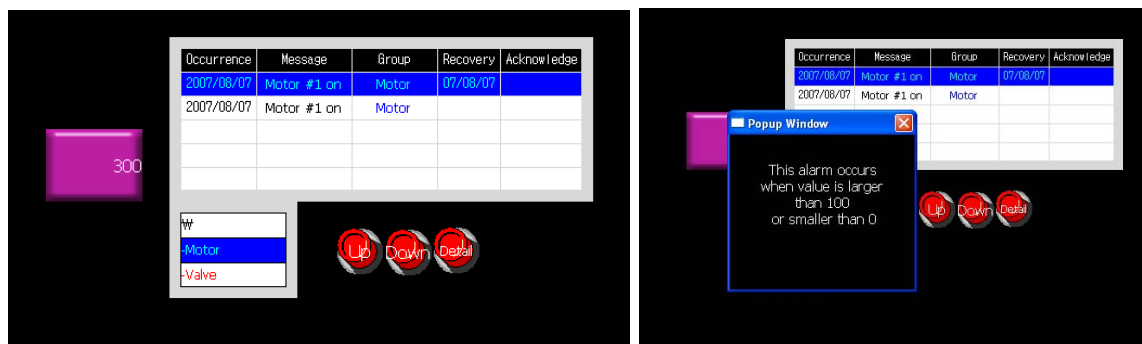 Occurrence Message Group Recovery Acknowledge
2007/08/07 Motor #1 on Motor 07/08/07
2007/08/07 Motor #1 on Motor
300
₩
-Motor
-Valve
Up Down Detail
Occurrence Message Group Recovery Acknowledge
2007/08/07 Motor #1 on Motor 07/08/07
2007/08/07 Motor #1 on Motor
Popup Window
This alarm occurs
when value is larger
than 100
or smaller than 0
Up Down Detail